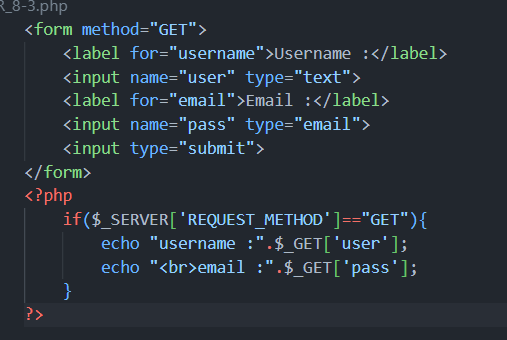 R_8-3.php
<form method="GET">
<label for="username">Username :</label>
<input name="user" type="text">
<label for="email">Email :</label>
<input name="pass" type="email">
<input type="submit">
</form>
<?php
if($_SERVER['REQUEST_METHOD']=="GET"){
echo "username :".$_GET['user'];
echo "<br>email :".$_GET['pass'];
}
?>